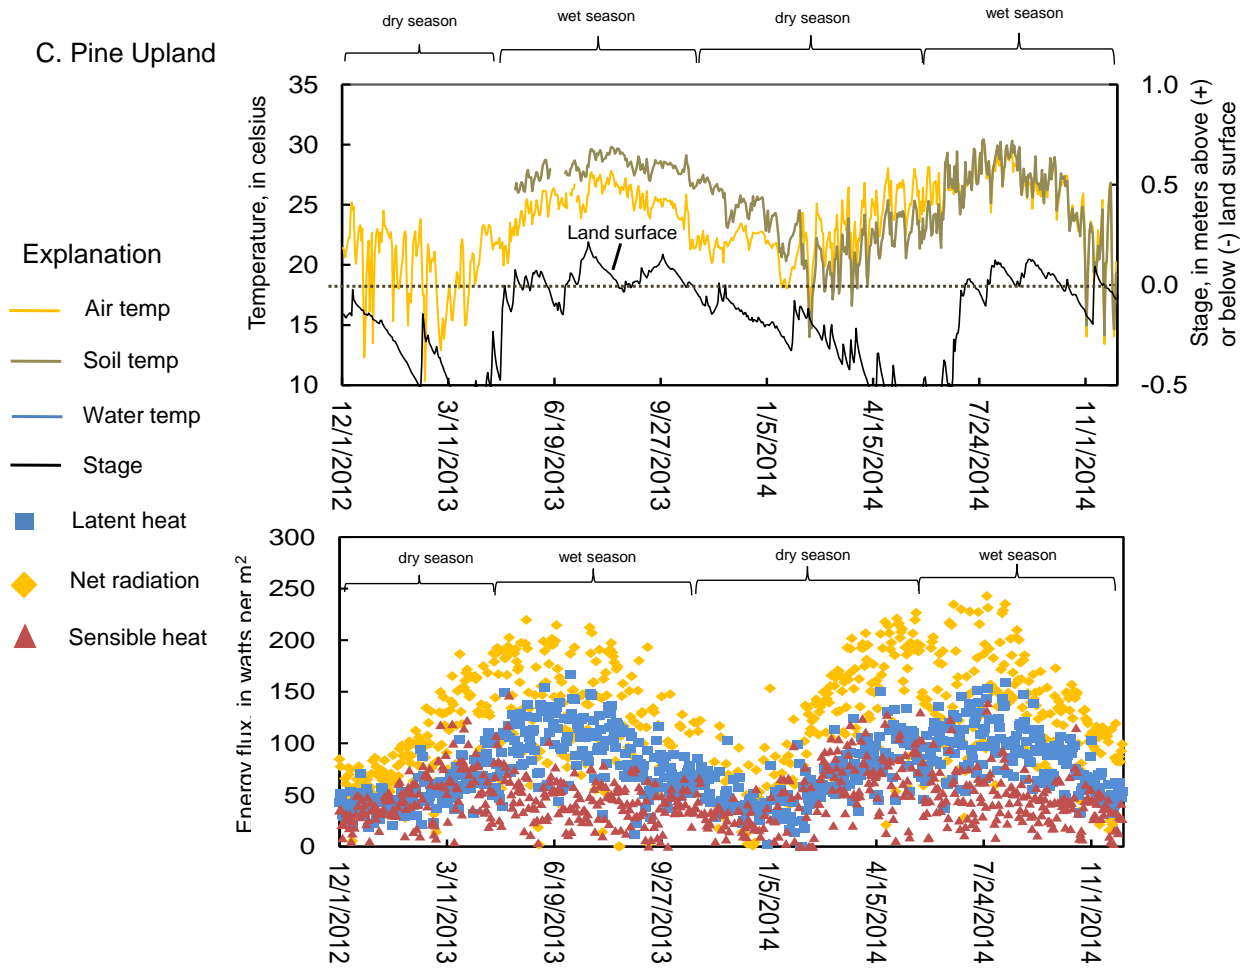 C. Pine Upland
dry season
wet season
dry season
wet season
Temperature, in celsius
35
30
25
20
15
10
1.0
0.5
0.0
-0.5
Stage, in meters above (+)
or below (-) land surface
Land surface
12/1/2012
3/11/2013
6/19/2013
9/27/2013
1/5/2014
4/15/2014
7/24/2014
11/1/2014
Explanation
Air temp
Soil temp
Water temp
Stage
Latent heat
Net radiation
Sensible heat
Energy flux, in watts per m²
300
250
200
150
100
50
0
dry season
wet season
dry season
wet season
12/1/2012
3/11/2013
6/19/2013
9/27/2013
1/5/2014
4/15/2014
7/24/2014
11/1/2014